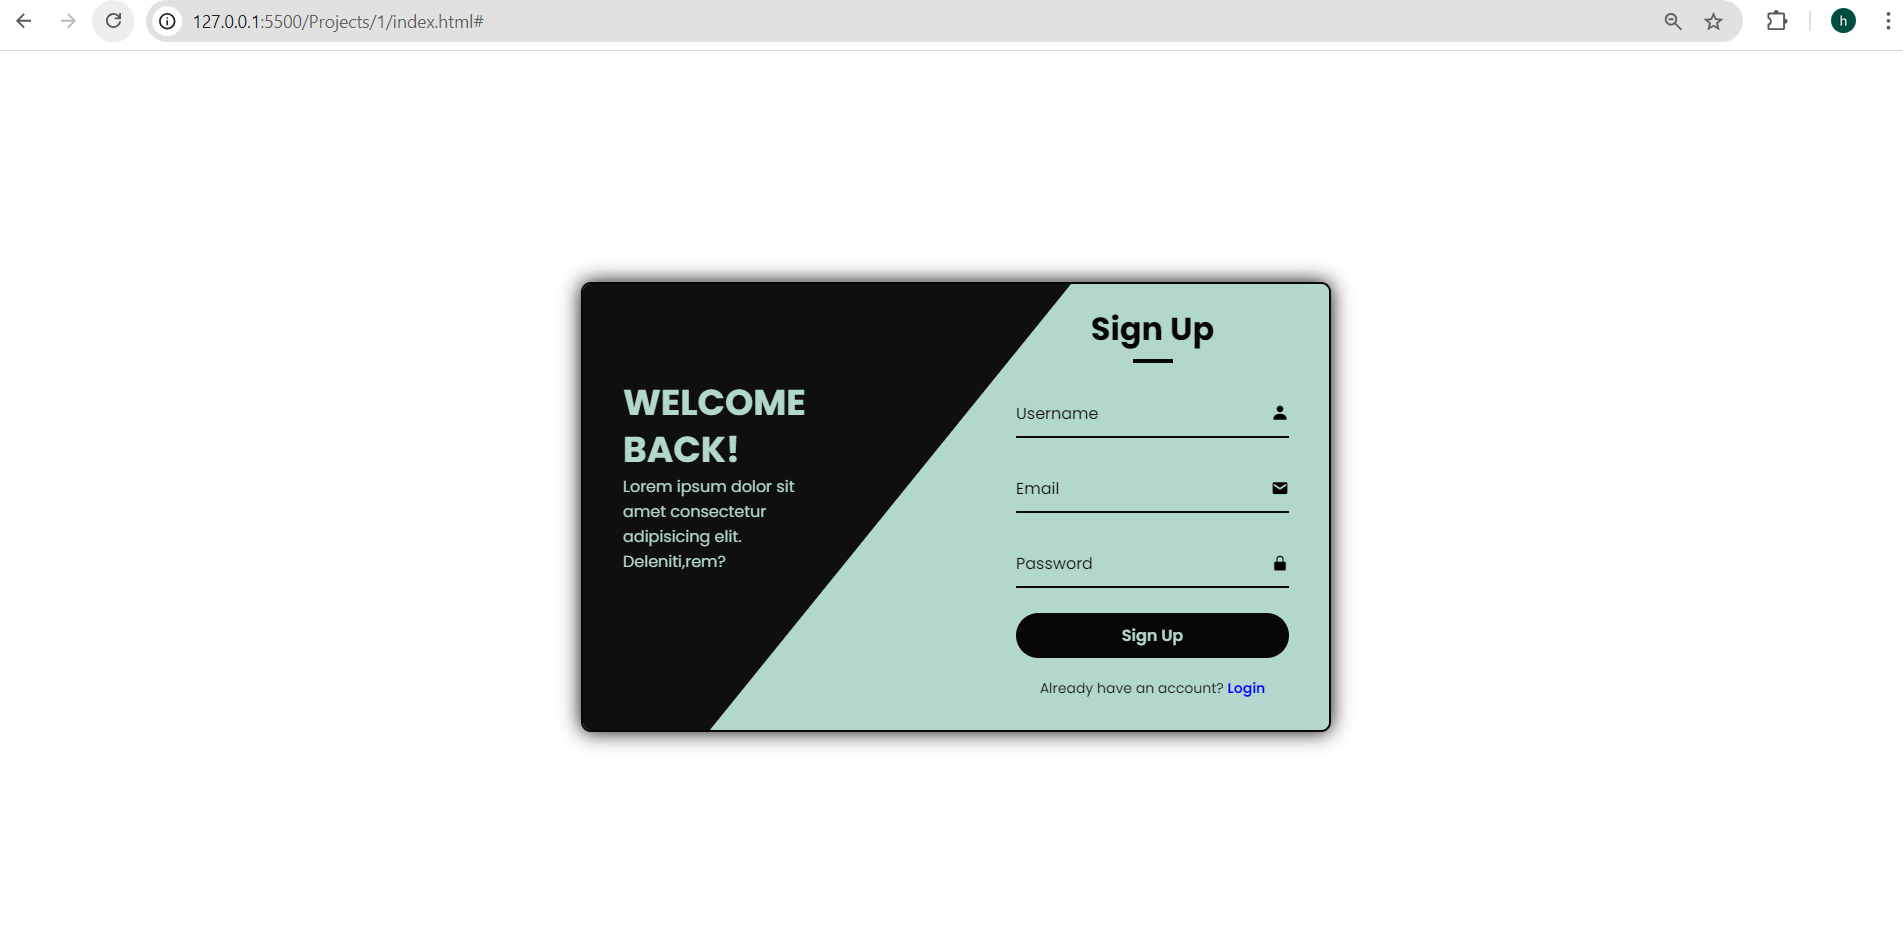 127.0.0.1:5500/Projects/1/index.html#
h
Sign Up
WELCOME
BACK!
Lorem ipsum dolor sit
amet consectetur
adipisicing elit.
Deleniti,rem?
Username
Email
Password
Sign Up
Already have an account? Login